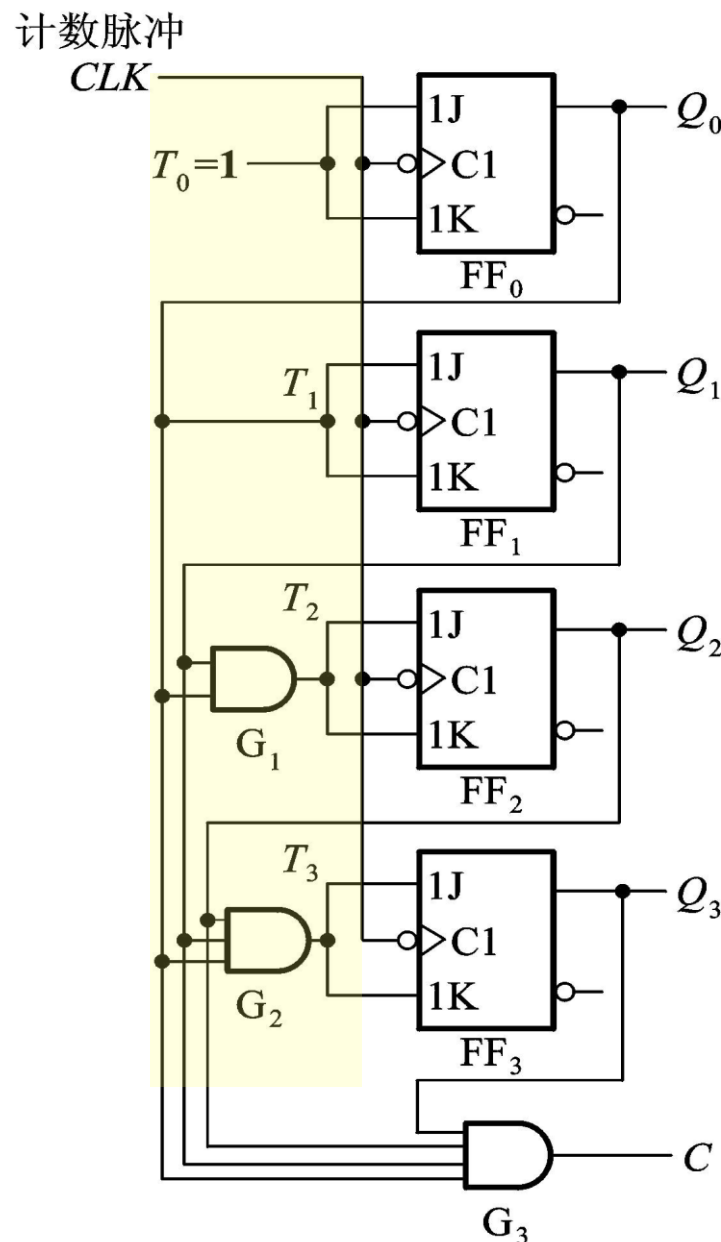 计数脉冲
CLK
1J
Q₀
T₀=1
C1
1K
FF₀
1J
Q₁
T₁
C1
1K
FF₁
T₂
1J
Q₂
C1
G₁
1K
FF₂
T₃
1J
Q₃
C1
G₂
1K
FF₃
C
G₃